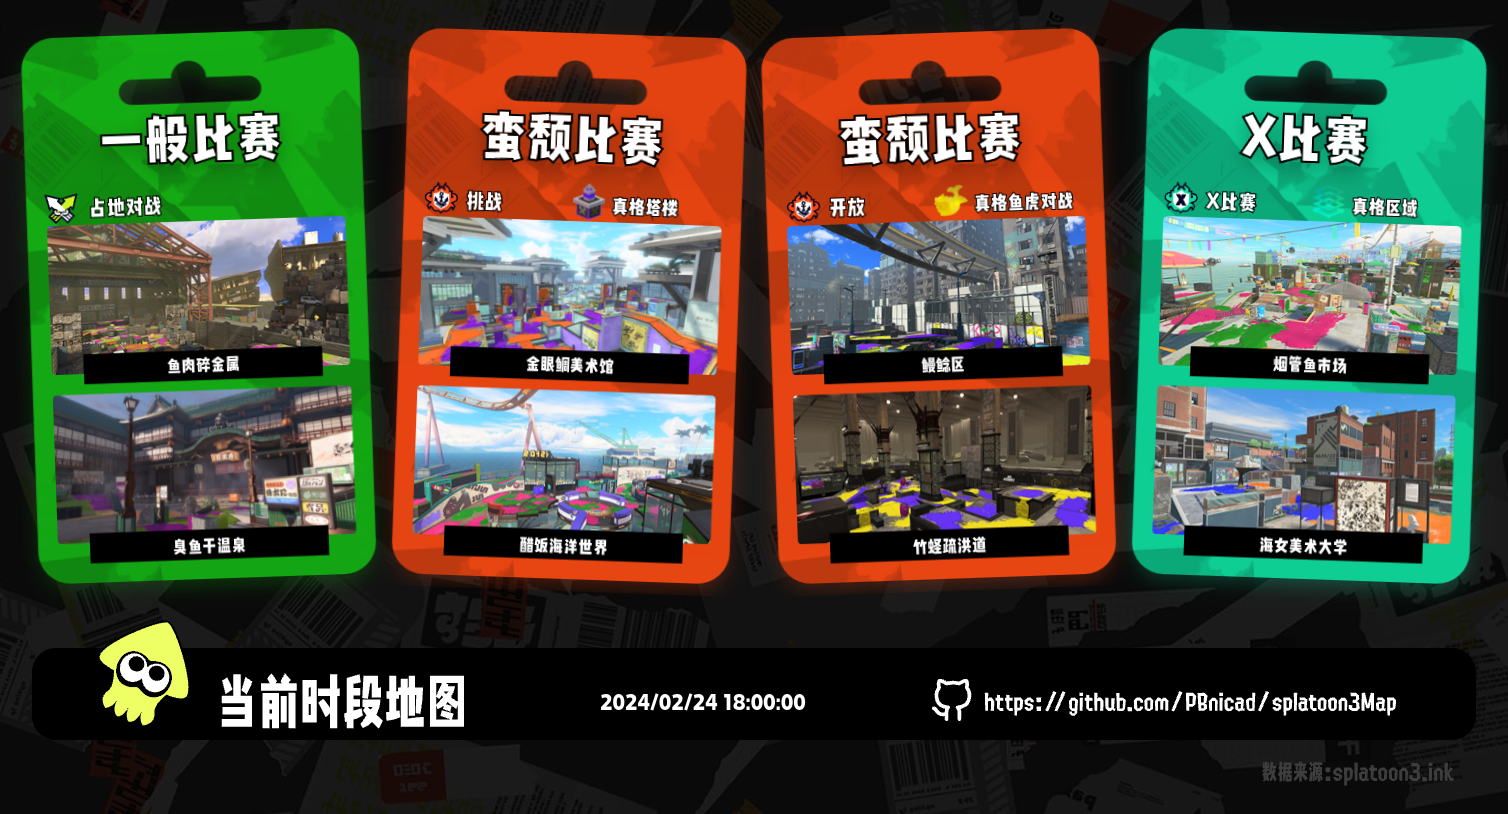 一般比赛
占地对战
鱼肉碎金属
臭鱼干温泉
蛮颓比赛
挑战
真格塔楼
金眼鲷美术馆
醋饭海洋世界
蛮颓比赛
开放
真格鱼虎对战
鳗鲶区
竹蛏疏洪道
X比赛
X比赛
真格区域
烟管鱼市场
海女美术大学
当前时段地图
2024/02/24 18:00:00
https://github.com/PBnicad/splatoon3Map
数据来源:splatoon3.ink